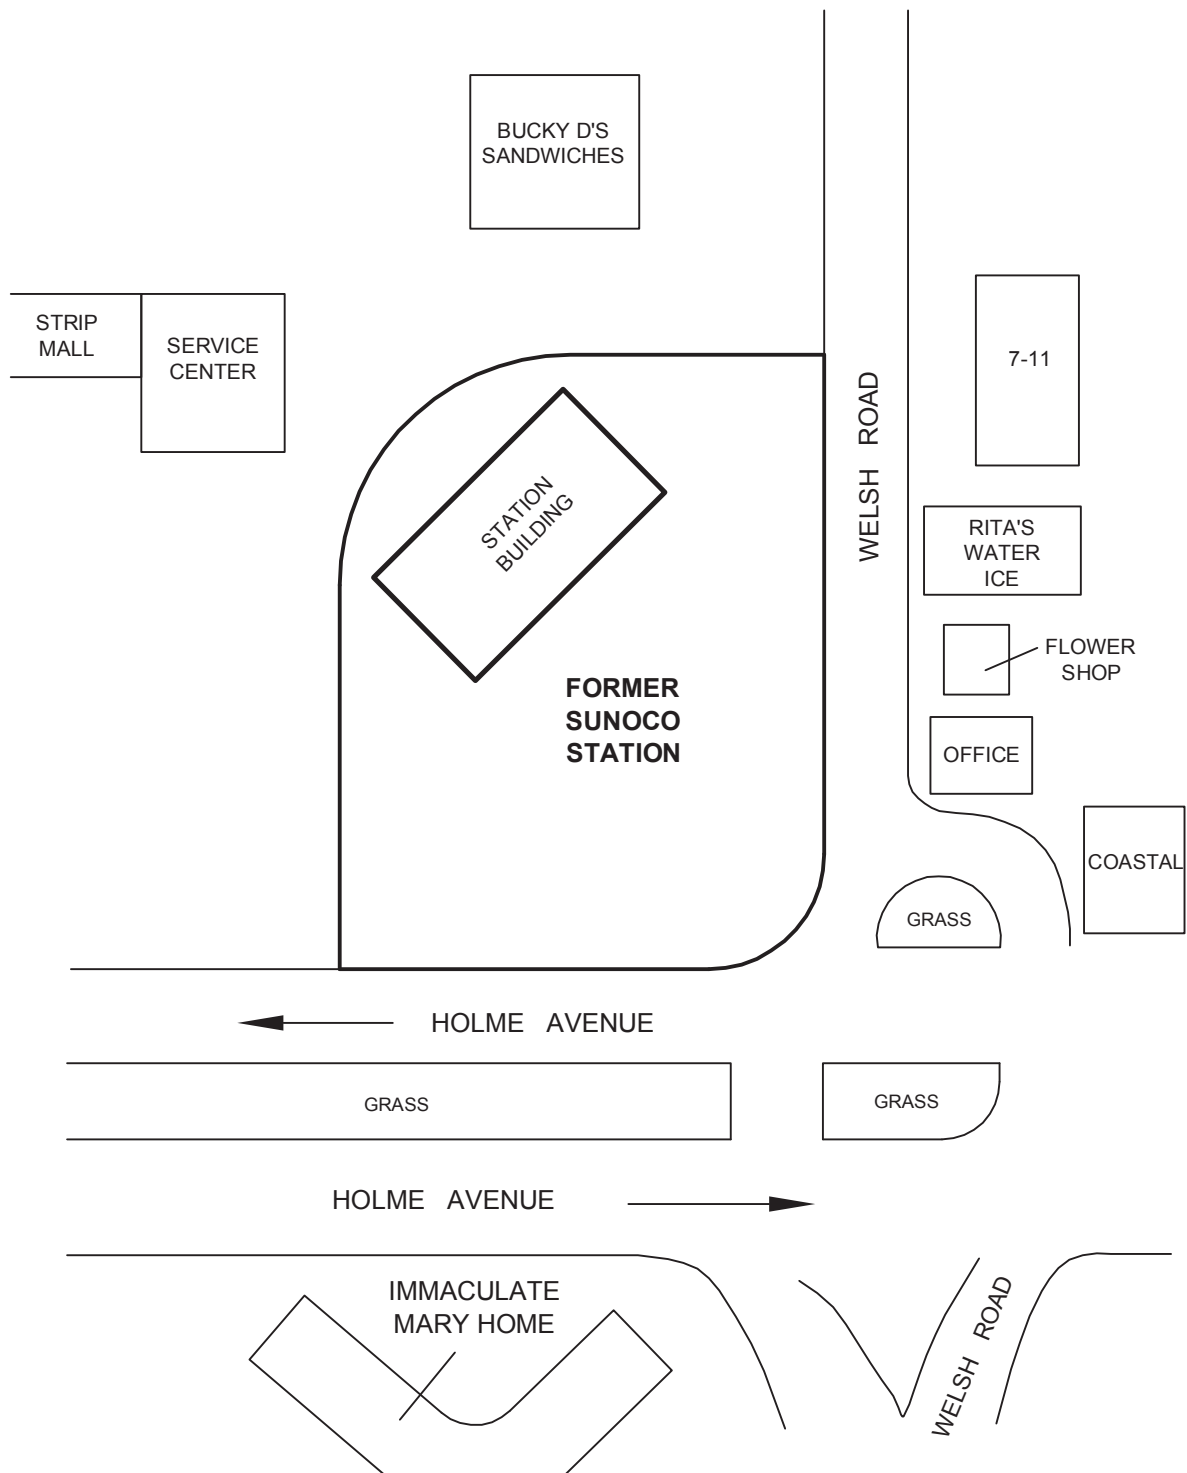 BUCKY D'S
SANDWICHES
STRIP
MALL
SERVICE
CENTER
7-11
WELSH ROAD
STATION
BUILDING
RITA'S
WATER
ICE
FLOWER
SHOP
FORMER
SUNOCO
STATION
OFFICE
COASTAL
GRASS
HOLME AVENUE
GRASS
GRASS
HOLME AVENUE
IMMACULATE
MARY HOME
WELSH ROAD